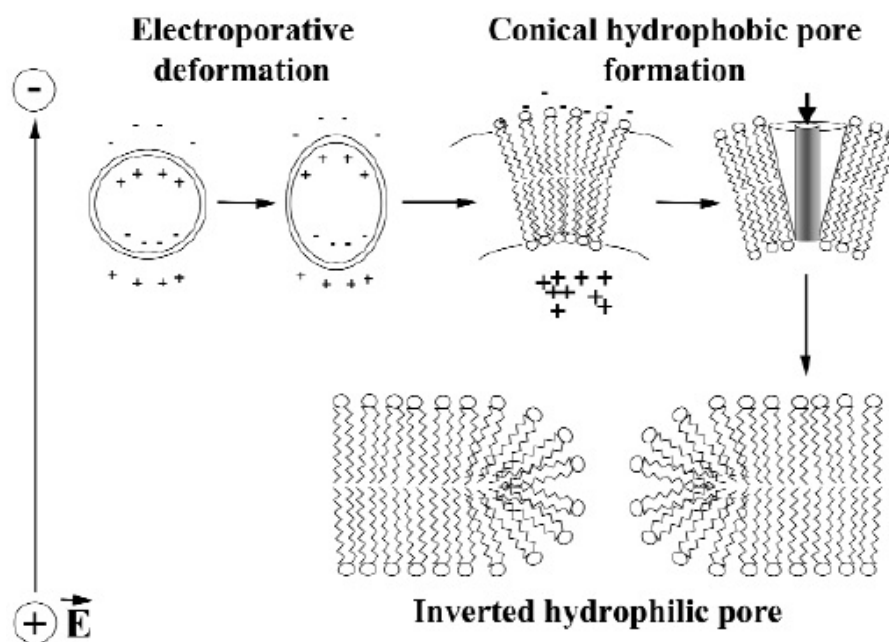 Electroporative
deformation
Conical hydrophobic pore
formation
E
Inverted hydrophilic pore